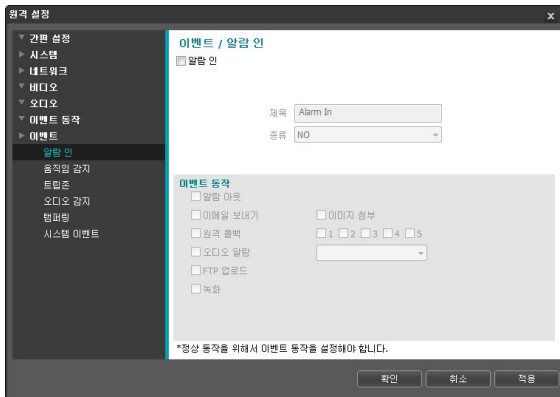 원격 설정
x
간편 설정
시스템
네트워크
비디오
오디오
이벤트 동작
이벤트
알람 인
움직임 감지
트립존
오디오 감지
탬퍼링
시스템 이벤트
이벤트 / 알람 인
알람 인
제목 Alarm In
종류 NO
이벤트 동작
알람 아웃
이메일 보내기 이미지 첨부
원격 콜백 1 2 3 4 5
오디오 알람
FTP 업로드
녹화
*정상 동작을 위해서 이벤트 동작을 설정해야 합니다.
확인 취소 적용